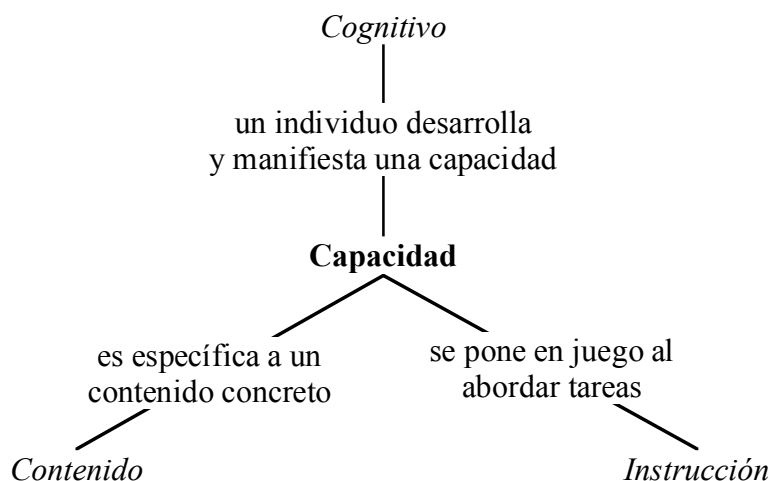 Cognitivo
un individuo desarrolla
y manifiesta una capacidad
Capacidad
es específica a un
contenido concreto
se pone en juego al
abordar tareas
Contenido
Instrucción